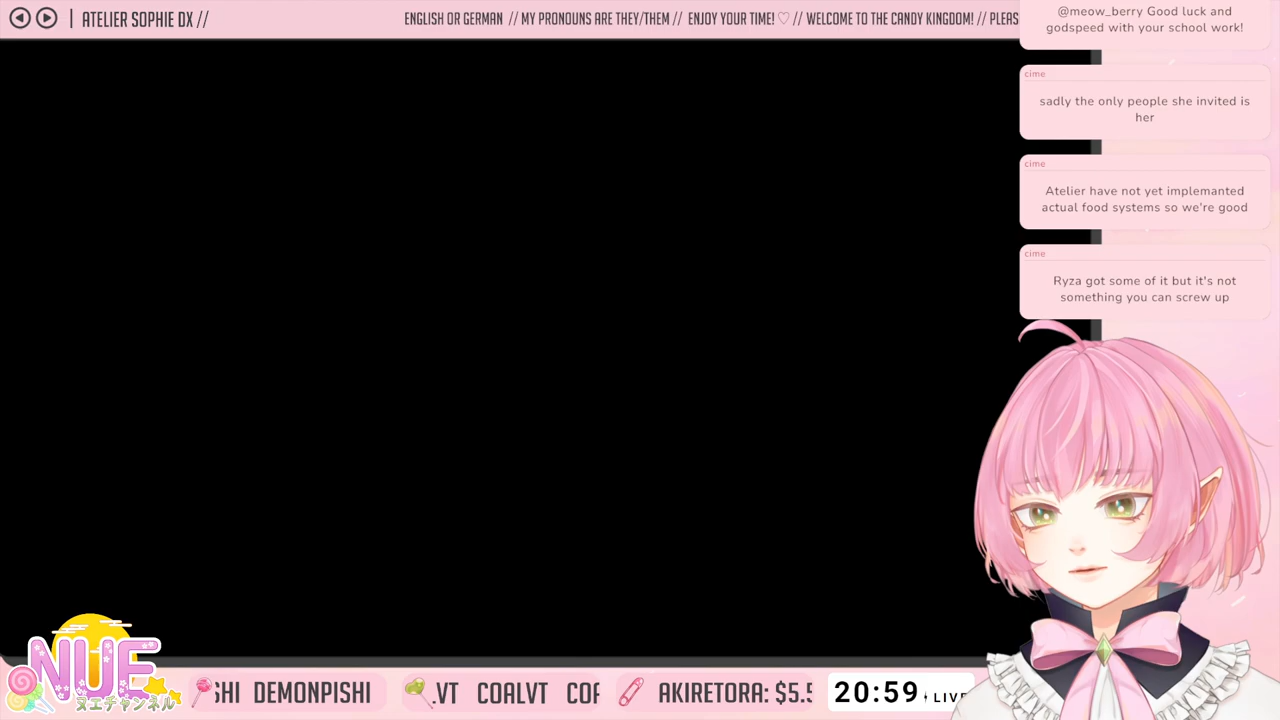 ATELIER SOPHIE DX //
ENGLISH OR GERMAN // MY PRONOUNS ARE THEY/THEM // ENJOY YOUR TIME! ♡ // WELCOME TO THE CANDY KINGDOM! // PLEAS
@meow_berry Good luck and
godspeed with your school work!
cime
sadly the only people she invited is
her
cime
Atelier have not yet implemanted
actual food systems so we're good
cime
Ryza got some of it but it's not
something you can screw up
NUE
ヌエチャンネル
SHI DEMONPISHI
.VT COALVT COA
AKIRETORA: $5.5
20:59
LIVE